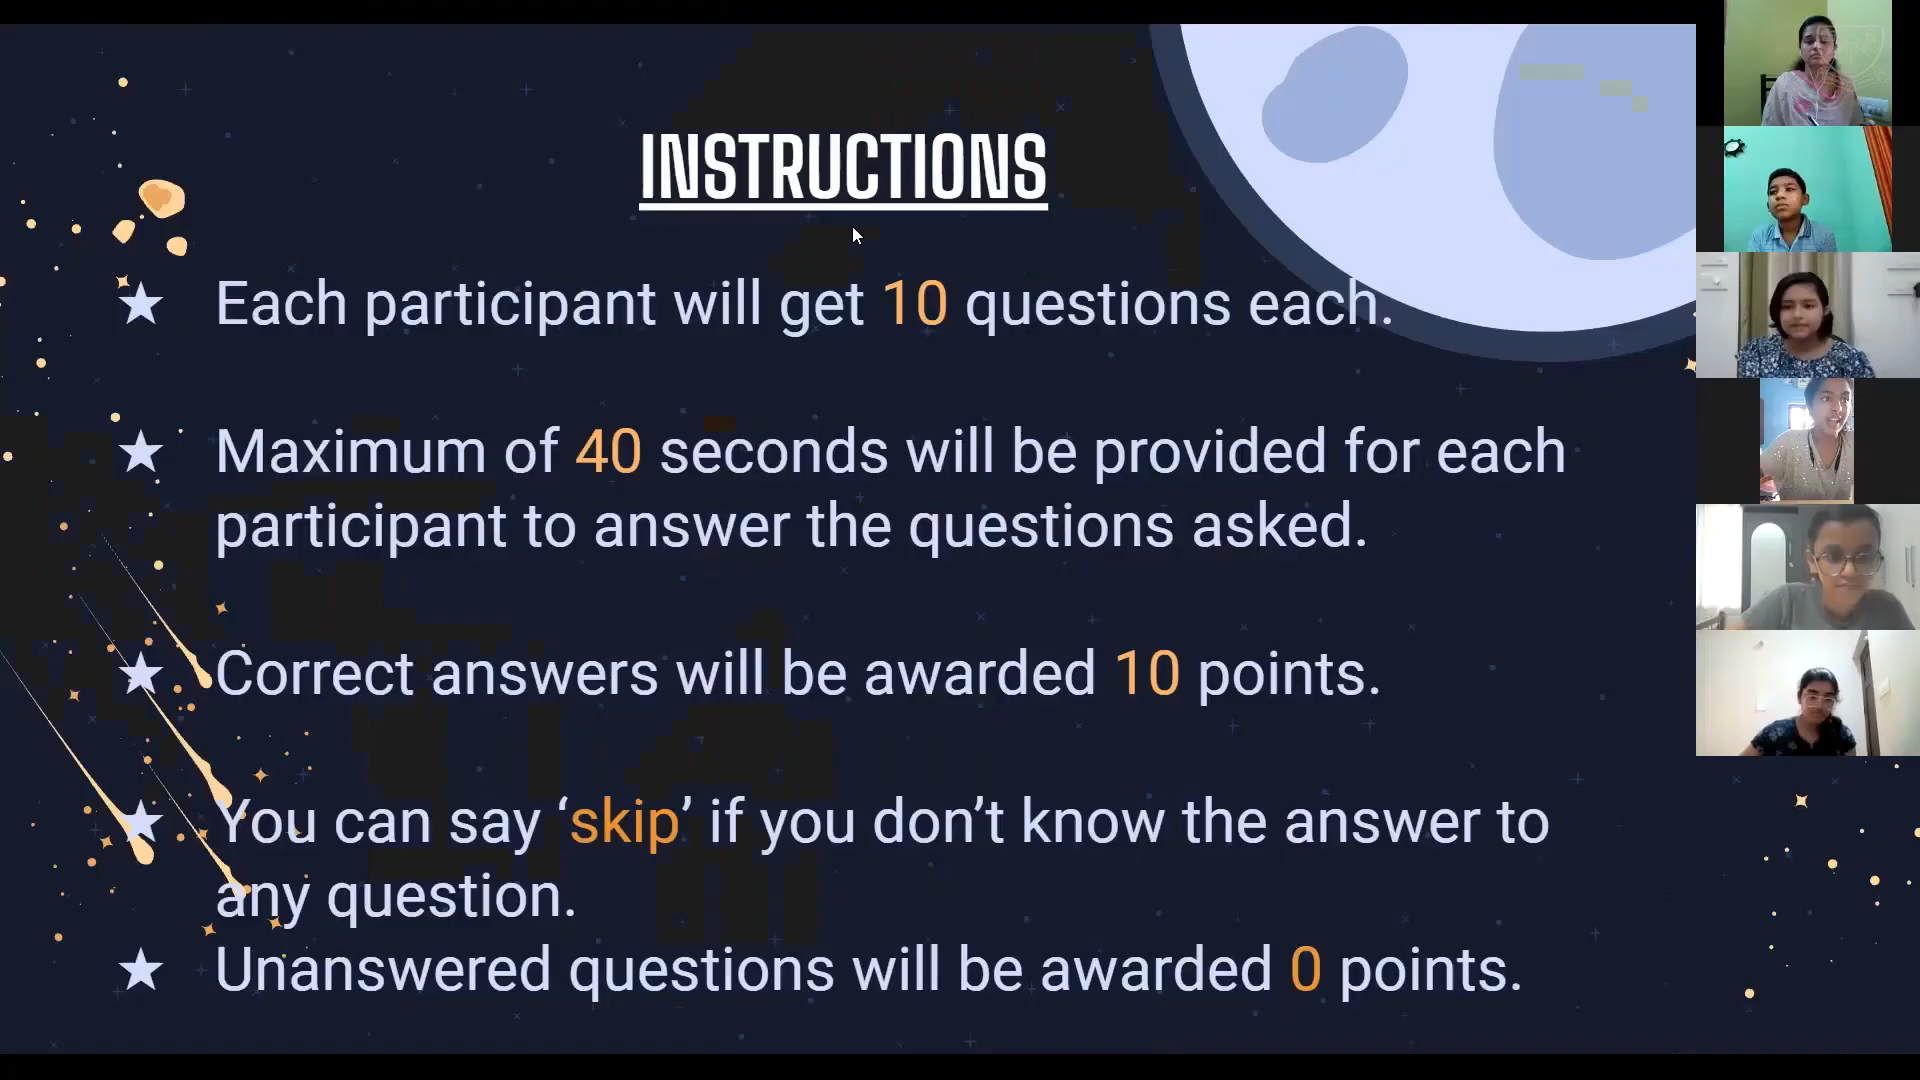 INSTRUCTIONS
Each participant will get 10 questions each.
Maximum of 40 seconds will be provided for each
participant to answer the questions asked.
Correct answers will be awarded 10 points.
You can say ‘skip’ if you don’t know the answer to
any question.
Unanswered questions will be awarded 0 points.